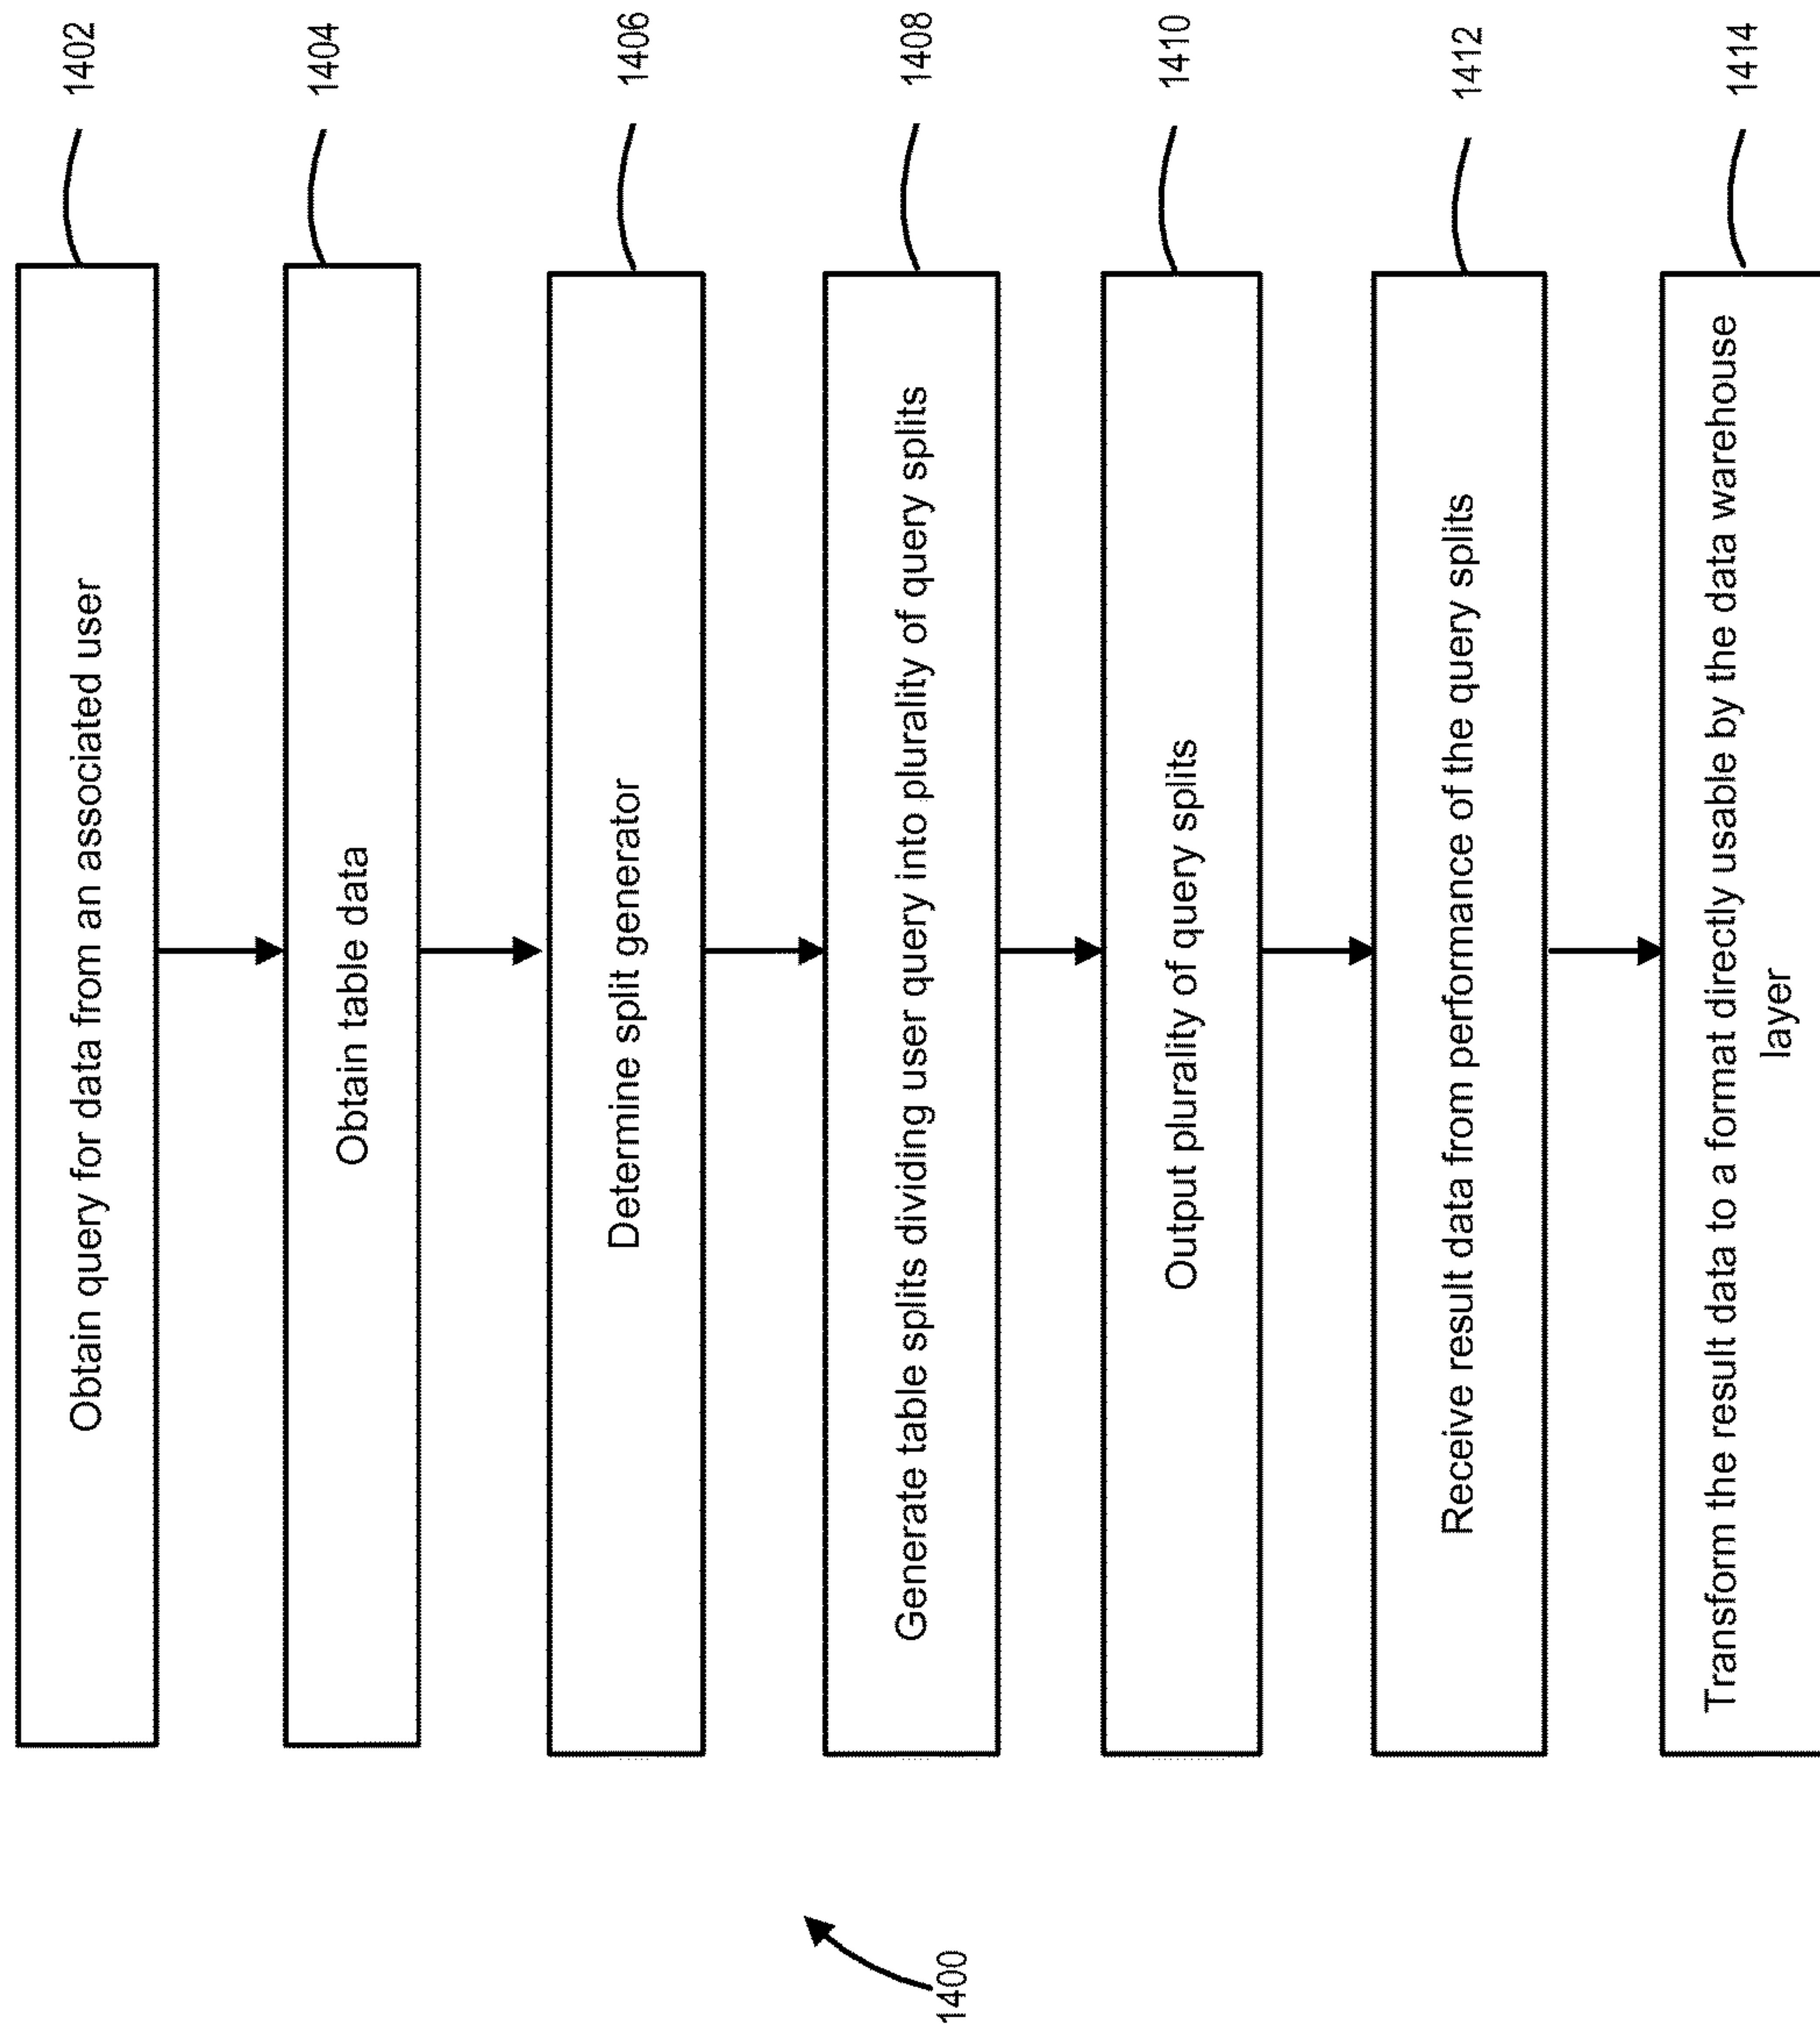 1402
Obtain query for data from an associated user
1404
Obtain table data
1406
Determine split generator
1408
Generate table splits dividing user query into plurality of query splits
1410
Output plurality of query splits
1412
Receive result data from performance of the query splits
1414
Transform the result data to a format directly usable by the data warehouse
layer
1400